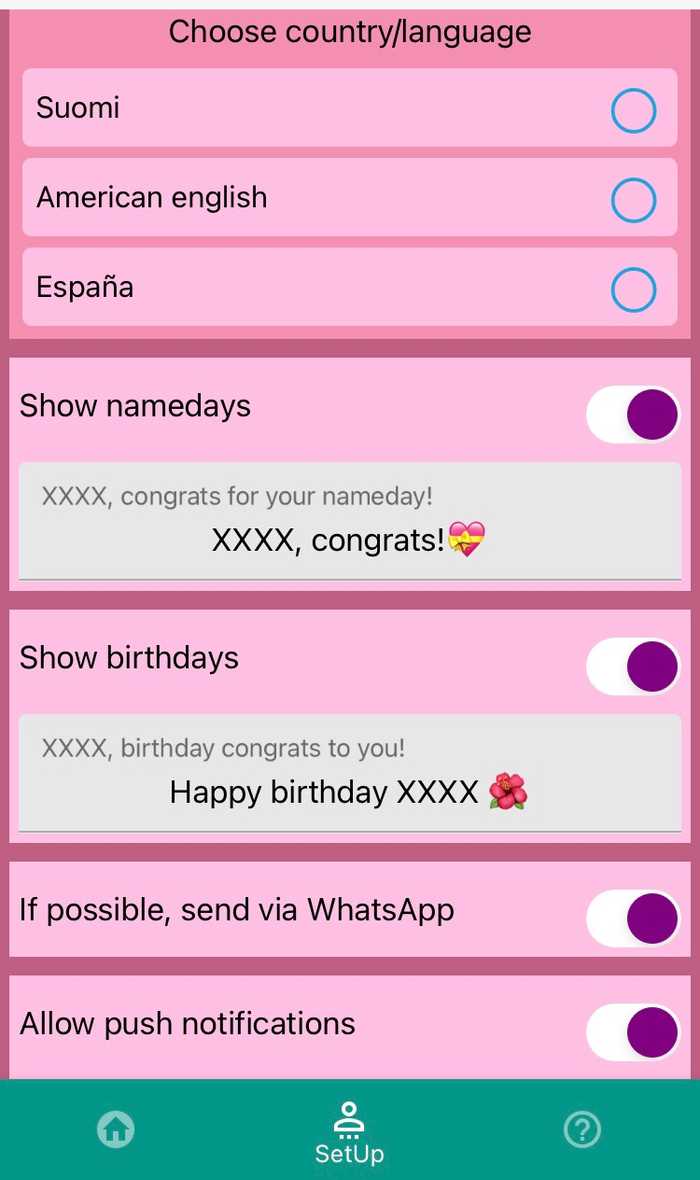 Choose country/language
Suomi
American english
España
Show namedays
XXXX, congrats for your nameday!
XXXX, congrats!💝
Show birthdays
XXXX, birthday congrats to you!
Happy birthday XXXX 🌺
If possible, send via WhatsApp
Allow push notifications
SetUp